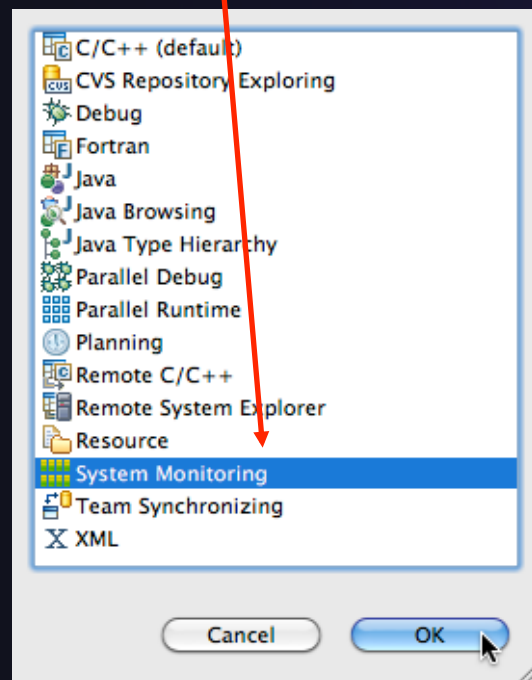 C/C++ (default)
CVS Repository Exploring
Debug
Fortran
Java
Java Browsing
Java Type Hierarchy
Parallel Debug
Parallel Runtime
Planning
Remote C/C++
Remote System Explorer
Resource
System Monitoring
Team Synchronizing
XML
Cancel
OK